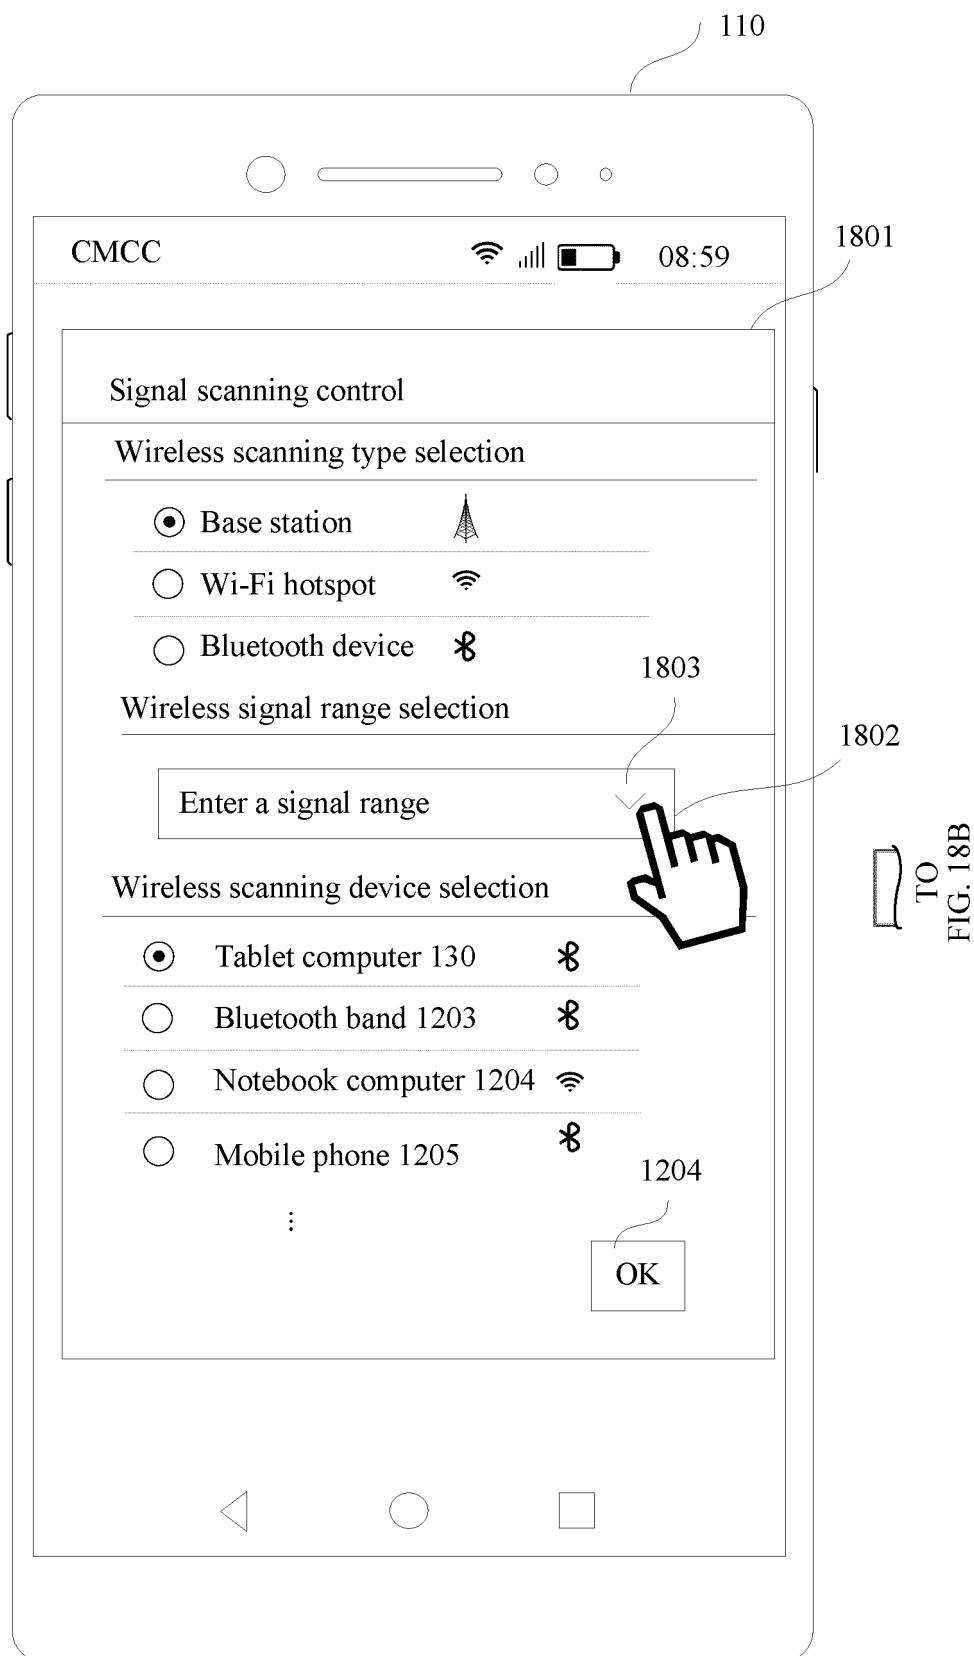 110
CMCC 08:59
1801
Signal scanning control
Wireless scanning type selection
Base station
Wi-Fi hotspot
Bluetooth device
1803
Wireless signal range selection
1802
Enter a signal range
TO
FIG. 18B
Wireless scanning device selection
Tablet computer 130
Bluetooth band 1203
Notebook computer 1204
Mobile phone 1205
⋮
1204
OK